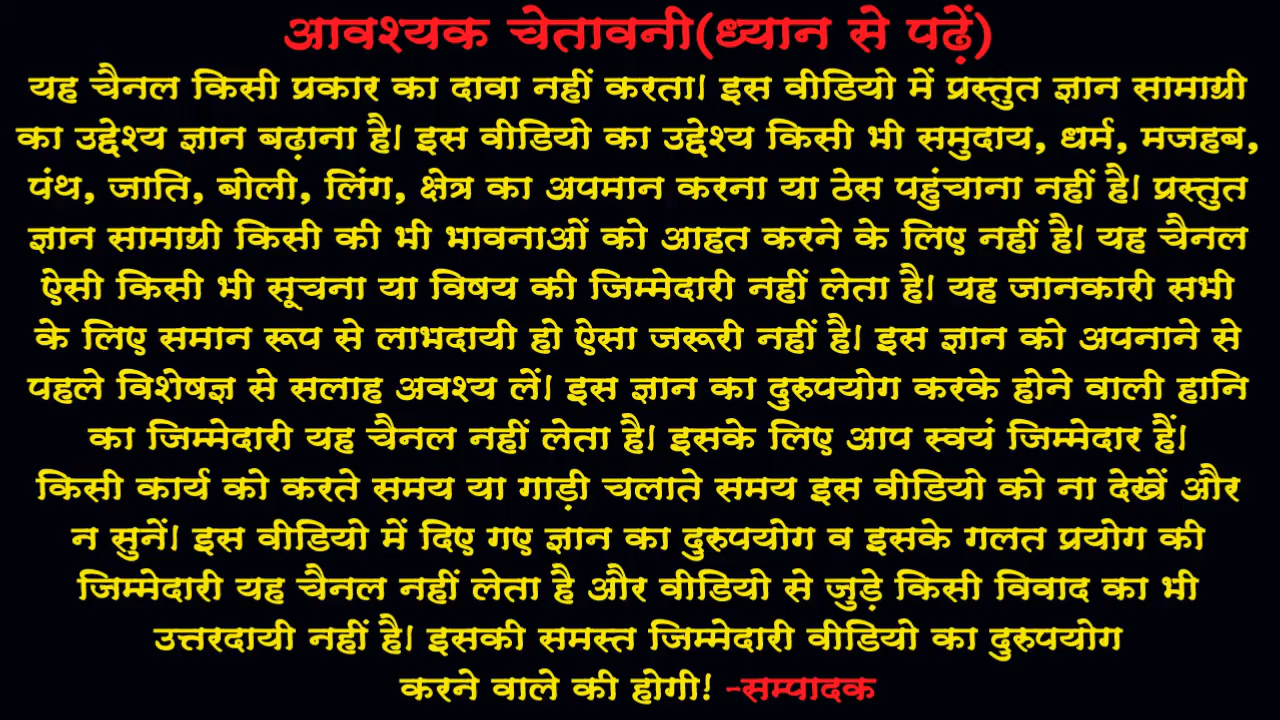 आवश्यक चेतावनी(ध्यान से पढ़ें)
यह चैनल किसी प्रकार का दावा नहीं करता। इस वीडियो में प्रस्तुत ज्ञान सामाग्री
का उद्देश्य ज्ञान बढ़ाना है। इस वीडियो का उद्देश्य किसी भी समुदाय, धर्म, मजहब,
पंथ, जाति, बोली, लिंग, क्षेत्र का अपमान करना या ठेस पहुंचाना नहीं है। प्रस्तुत
ज्ञान सामाग्री किसी की भी भावनाओं को आहत करने के लिए नहीं है। यह चैनल
ऐसी किसी भी सूचना या विषय की जिम्मेदारी नहीं लेता है। यह जानकारी सभी
के लिए समान रूप से लाभदायी हो ऐसा जरूरी नहीं है। इस ज्ञान को अपनाने से
पहले विशेषज्ञ से सलाह अवश्य लें। इस ज्ञान का दुरुपयोग करके होने वाली हानि
का जिम्मेदारी यह चैनल नहीं लेता है। इसके लिए आप स्वयं जिम्मेदार हैं।
किसी कार्य को करते समय या गाड़ी चलाते समय इस वीडियो को ना देखें और
न सुनें। इस वीडियो में दिए गए ज्ञान का दुरुपयोग व इसके गलत प्रयोग की
जिम्मेदारी यह चैनल नहीं लेता है और वीडियो से जुड़े किसी विवाद का भी
उत्तरदायी नहीं है। इसकी समस्त जिम्मेदारी वीडियो का दुरुपयोग
करने वाले की होगी! -सम्पादक